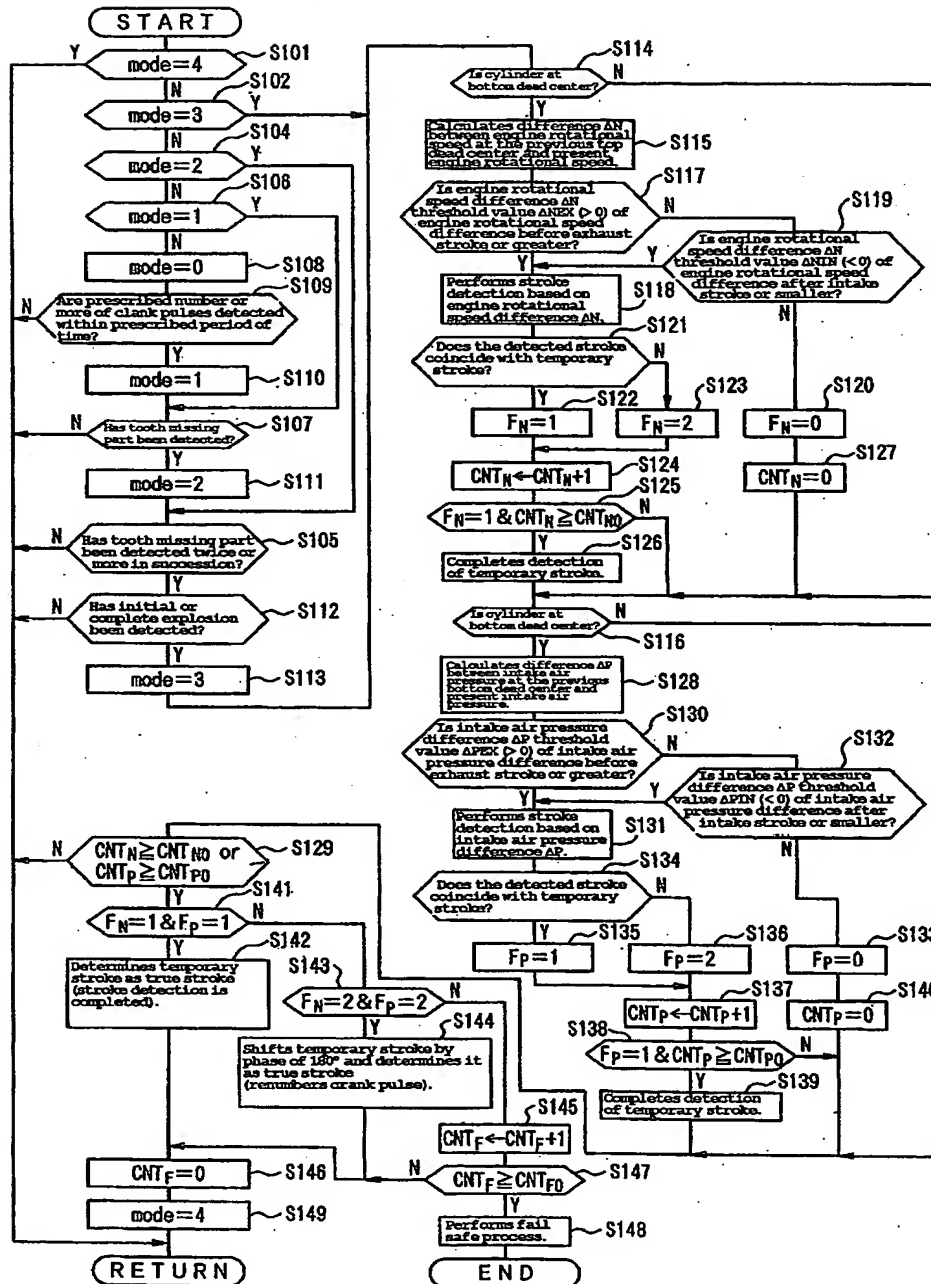 START
S101
Y
mode=4
N
S102
mode=3
Y
N
S104
mode=2
Y
N
S106
mode=1
Y
N
mode=0
S108
S109
Are prescribed number or
more of clank pulses detected
within prescribed period of
time?
N
Y
mode=1
S110
S107
Has tooth missing
part been detected?
N
Y
mode=2
S111
N
Has tooth missing part
been detected twice or
more in succession?
S105
Y
N
Has initial or
complete explosion
been detected?
S112
Y
mode=3
S113
S114
Is cylinder at
bottom dead center?
N
Y
Calculates difference ΔN
between engine rotational
speed at the previous top
dead center and present
engine rotational speed.
S115
S117
Is engine rotational
speed difference ΔN
threshold value ΔNEX (> 0) of
engine rotational speed
difference before exhaust
stroke or greater?
N
S119
Is engine rotational
speed difference ΔN
threshold value ΔNIN (< 0) of
engine rotational speed
difference after intake
stroke or smaller?
Y
Y
N
Performs stroke
detection based on
engine rotational
speed difference ΔN.
S118
S121
Does the detected stroke
coincide with temporary
stroke?
N
Y
S122
S123
S120
FN=1
FN=2
FN=0
S124
S127
CNTN←CNTN+1
CNTN=0
S125
FN=1 & CNTN≧CNTN0
N
Y
S126
Completes detection
of temporary stroke.
Is cylinder at
bottom dead center?
N
S116
Y
Calculates difference ΔP
between intake air
pressure at the previous
bottom dead center and
present intake air
pressure.
S128
S130
Is intake air pressure
difference ΔP threshold
value ΔPEX (> 0) of intake air
pressure difference before
exhaust stroke or greater?
N
S132
Is intake air pressure
difference ΔP threshold
value ΔPIN (< 0) of intake air
pressure difference after
intake stroke or smaller?
Y
Y
N
Performs stroke
detection based on
intake air pressure
difference ΔP.
S131
S134
Does the detected stroke
coincide with temporary
stroke?
N
Y
S135
S136
S133
FP=1
FP=2
FP=0
S137
S140
CNTP←CNTP+1
CNTP=0
S138
FP=1 & CNTP≧CNTP0
N
Y
S139
Completes detection
of temporary stroke.
N
CNTN≧CNTN0 or
CNTP≧CNTP0
S129
Y
S141
FN=1 & FP=1
N
Y
S142
Determines temporary
stroke as true stroke
(stroke detection is
completed).
S143
FN=2 & FP=2
N
Y
S144
Shifts temporary stroke by
phase of 180° and determines it
as true stroke
(renumbers crank pulse).
S145
CNTF←CNTF+1
CNTF=0
S146
N
CNTF≧CNTF0
S147
Y
mode=4
S149
Performs fail
safe process.
S148
RETURN
END